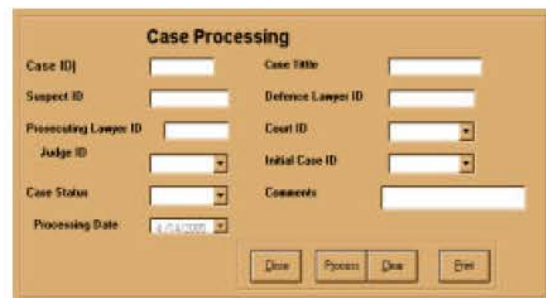 Case Processing
Case ID Case Tittle
Suspect ID Defence Lawyer ID
Prosecuting Lawyer ID Court ID
Judge ID Initial Case ID
Case Status Comments
Processing Date
Close Process Clear Print